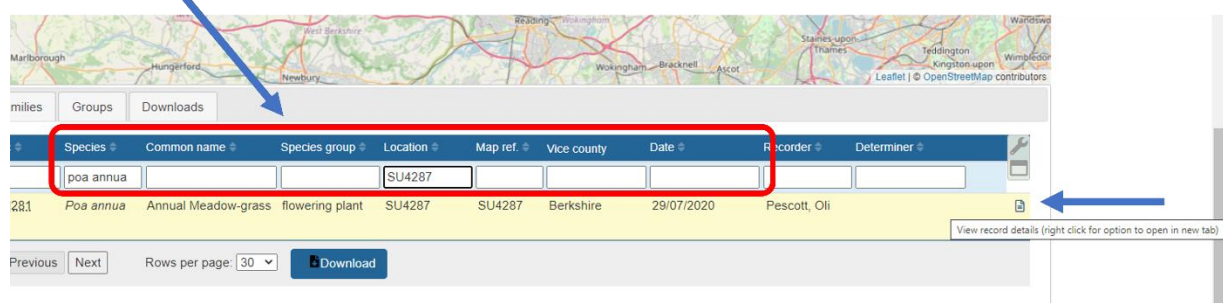 Reading Wokingham
West Berkshire
Wandswo
Staines-upon
Thames
Teddington
Marlborough
Hungerford
Kingston upon
Wimbledon
Newbury
Wokingham
Bracknell
Ascot
Leaflet | © OpenStreetMap contributors
milies Groups Downloads
Species Common name Species group Location Map ref. Vice county Date Recorder Determiner
poa annua SU4287
281 Poa annua Annual Meadow-grass flowering plant SU4287 SU4287 Berkshire 29/07/2020 Pescott, Oli
View record details (right click for option to open in new tab)
Previous Next Rows per page: 30 Download